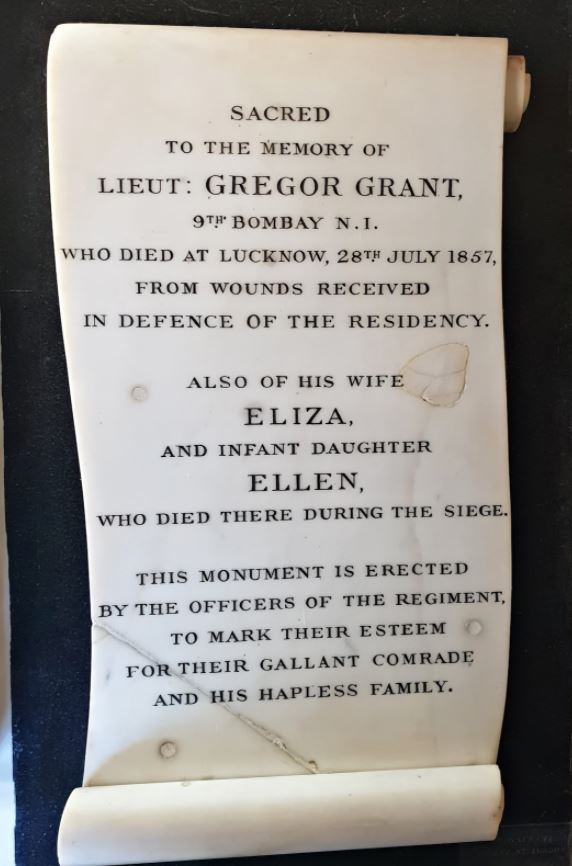 SACRED
TO THE MEMORY OF
LIEUT: GREGOR GRANT,
9TH BOMBAY N.I.
WHO DIED AT LUCKNOW, 28TH JULY 1857,
FROM WOUNDS RECEIVED
IN DEFENCE OF THE RESIDENCY.
ALSO OF HIS WIFE
ELIZA,
AND INFANT DAUGHTER
ELLEN,
WHO DIED THERE DURING THE SIEGE.
THIS MONUMENT IS ERECTED
BY THE OFFICERS OF THE REGIMENT,
TO MARK THEIR ESTEEM
FOR THEIR GALLANT COMRADE
AND HIS HAPLESS FAMILY.